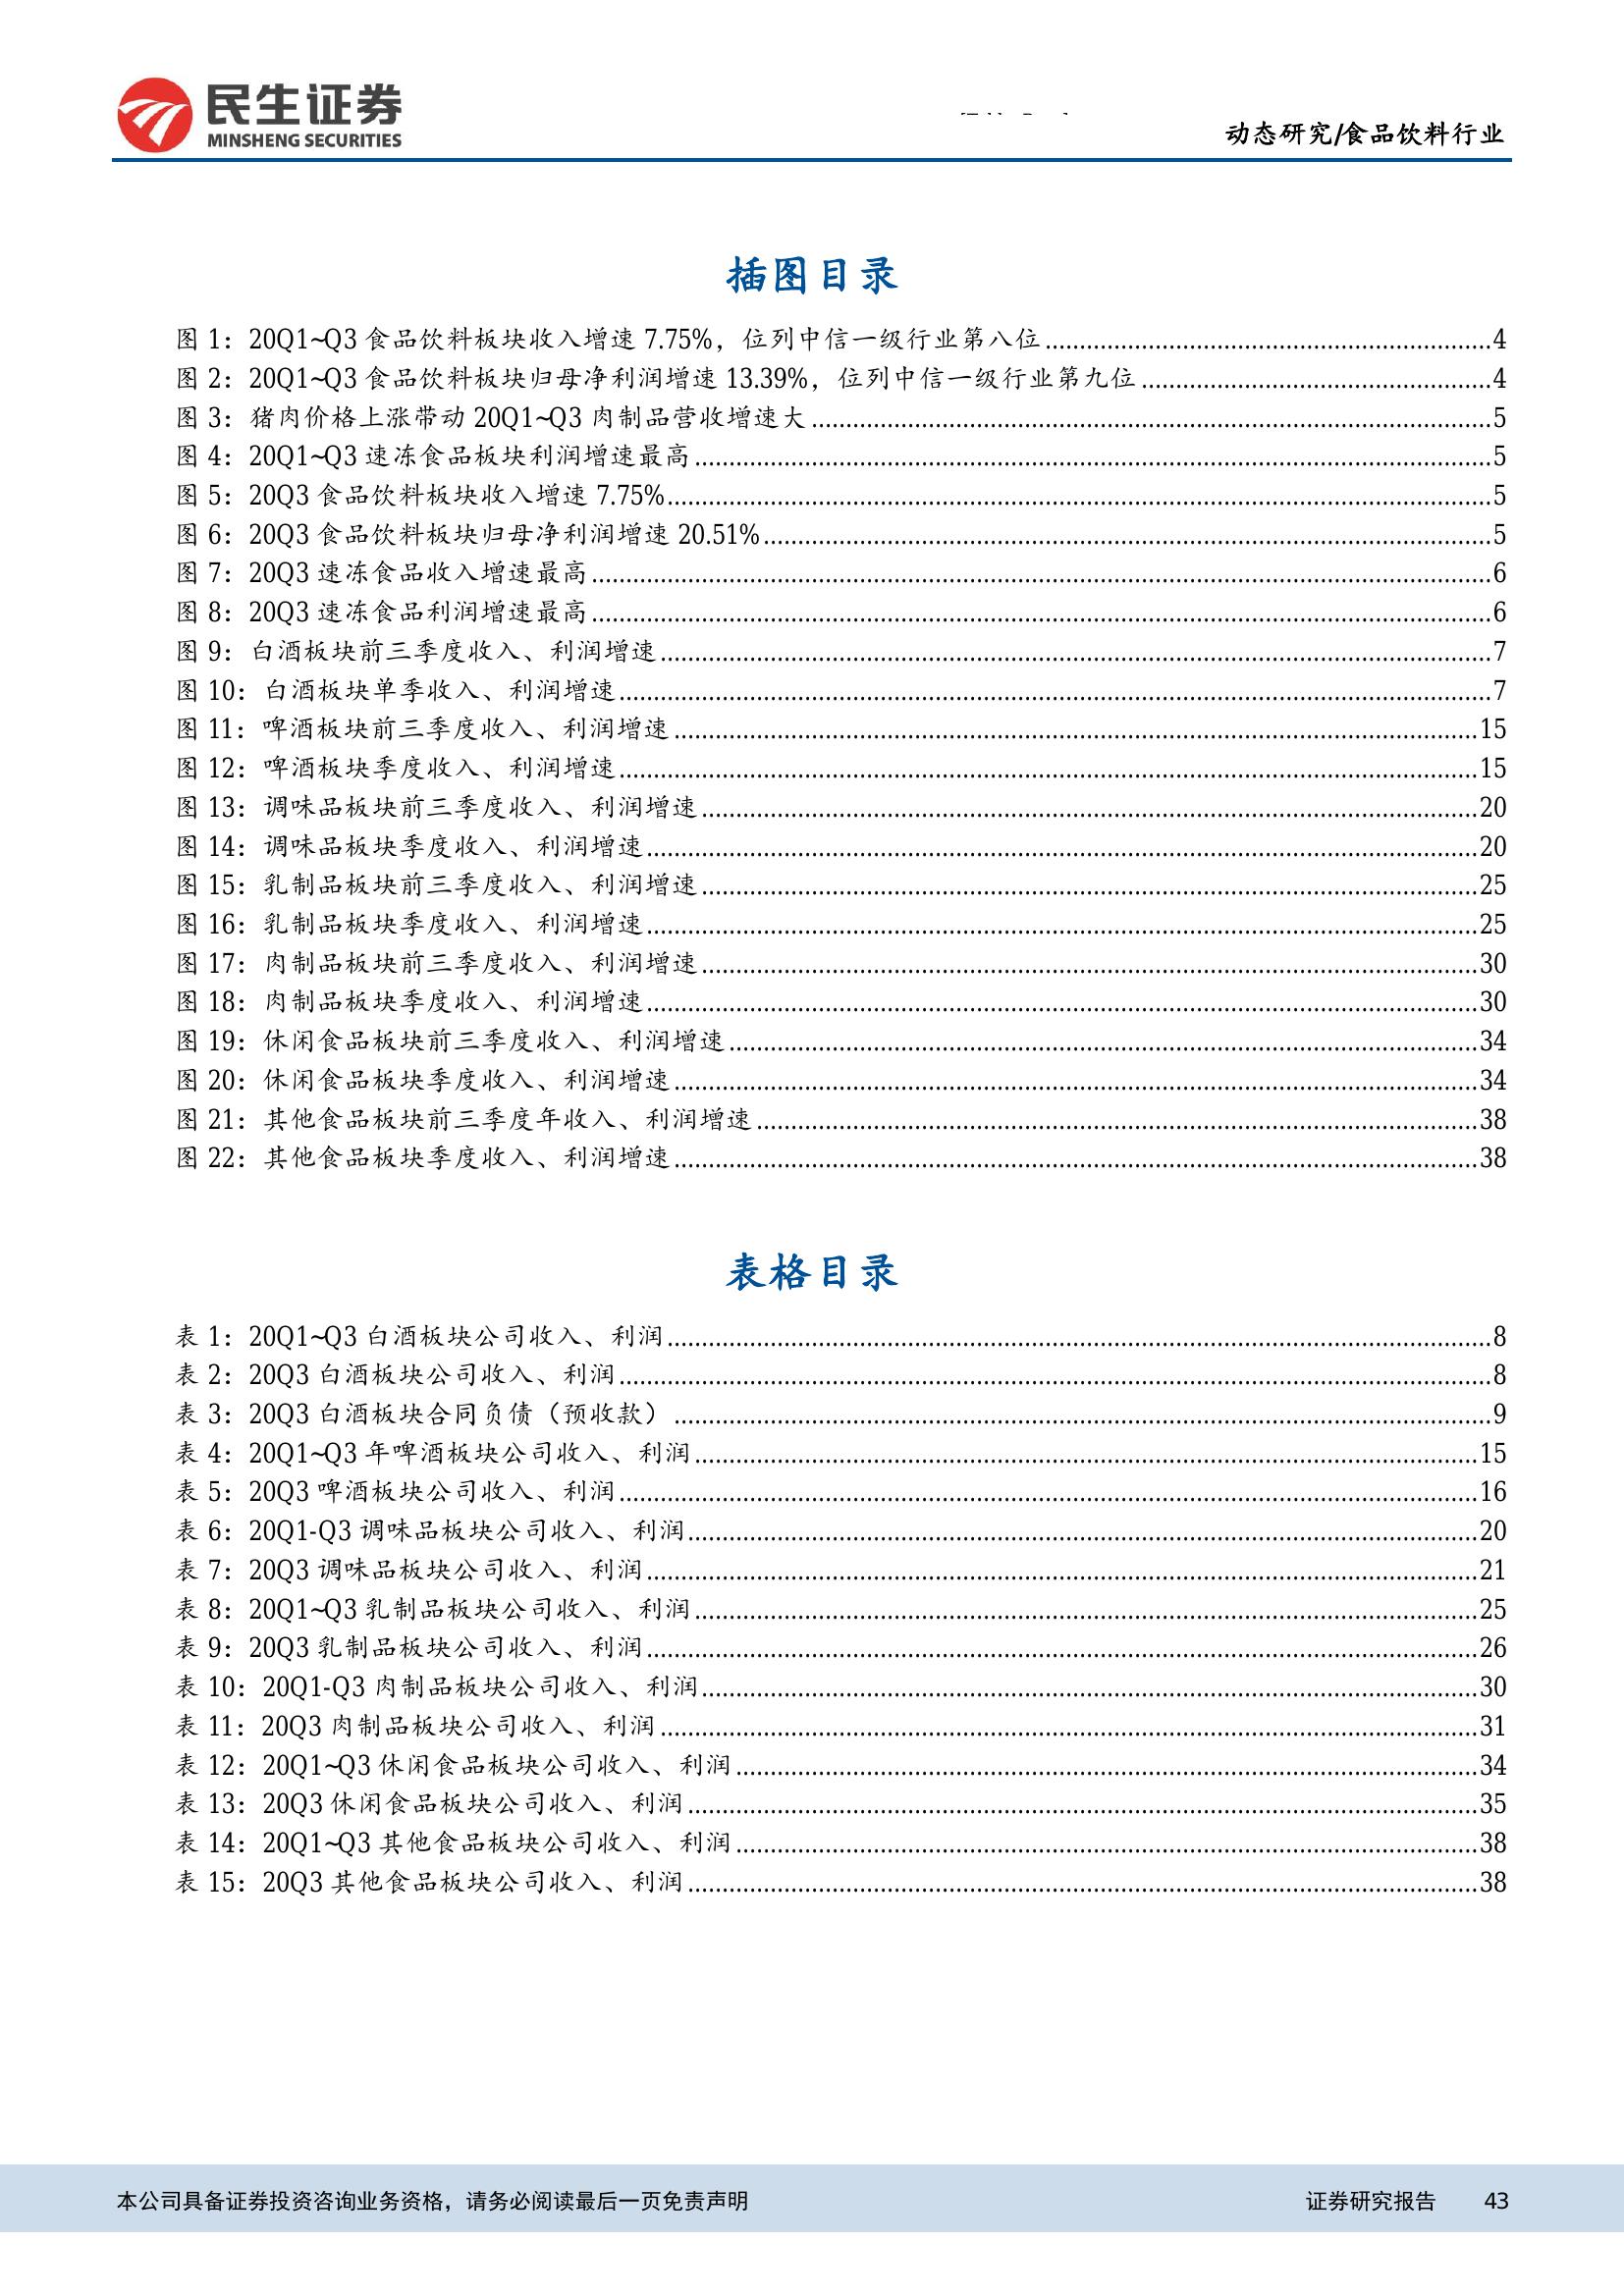 民生证券
MINSHENG SECURITIES
动态研究/食品饮料行业
插图目录
图 1：20Q1~Q3 食品饮料板块收入增速 7.75%，位列中信一级行业第八位........4
图 2：20Q1~Q3 食品饮料板块归母净利润增速 13.39%，位列中信一级行业第九位........4
图 3：猪肉价格上涨带动 20Q1~Q3 肉制品营收增速大........5
图 4：20Q1~Q3 速冻食品板块利润增速最高........5
图 5：20Q3 食品饮料板块收入增速 7.75%........5
图 6：20Q3 食品饮料板块归母净利润增速 20.51%........5
图 7：20Q3 速冻食品收入增速最高........6
图 8：20Q3 速冻食品利润增速最高........6
图 9：白酒板块前三季度收入、利润增速........7
图 10：白酒板块单季收入、利润增速........7
图 11：啤酒板块前三季度收入、利润增速........15
图 12：啤酒板块季度收入、利润增速........15
图 13：调味品板块前三季度收入、利润增速........20
图 14：调味品板块季度收入、利润增速........20
图 15：乳制品板块前三季度收入、利润增速........25
图 16：乳制品板块季度收入、利润增速........25
图 17：肉制品板块前三季度收入、利润增速........30
图 18：肉制品板块季度收入、利润增速........30
图 19：休闲食品板块前三季度收入、利润增速........34
图 20：休闲食品板块季度收入、利润增速........34
图 21：其他食品板块前三季度年收入、利润增速........38
图 22：其他食品板块季度收入、利润增速........38
表格目录
表 1：20Q1~Q3 白酒板块公司收入、利润........8
表 2：20Q3 白酒板块公司收入、利润........8
表 3：20Q3 白酒板块合同负债（预收款）........9
表 4：20Q1~Q3 年啤酒板块公司收入、利润........15
表 5：20Q3 啤酒板块公司收入、利润........16
表 6：20Q1-Q3 调味品板块公司收入、利润........20
表 7：20Q3 调味品板块公司收入、利润........21
表 8：20Q1~Q3 乳制品板块公司收入、利润........25
表 9：20Q3 乳制品板块公司收入、利润........26
表 10：20Q1-Q3 肉制品板块公司收入、利润........30
表 11：20Q3 肉制品板块公司收入、利润........31
表 12：20Q1~Q3 休闲食品板块公司收入、利润........34
表 13：20Q3 休闲食品板块公司收入、利润........35
表 14：20Q1~Q3 其他食品板块公司收入、利润........38
表 15：20Q3 其他食品板块公司收入、利润........38
本公司具备证券投资咨询业务资格，请务必阅读最后一页免责声明 证券研究报告 43